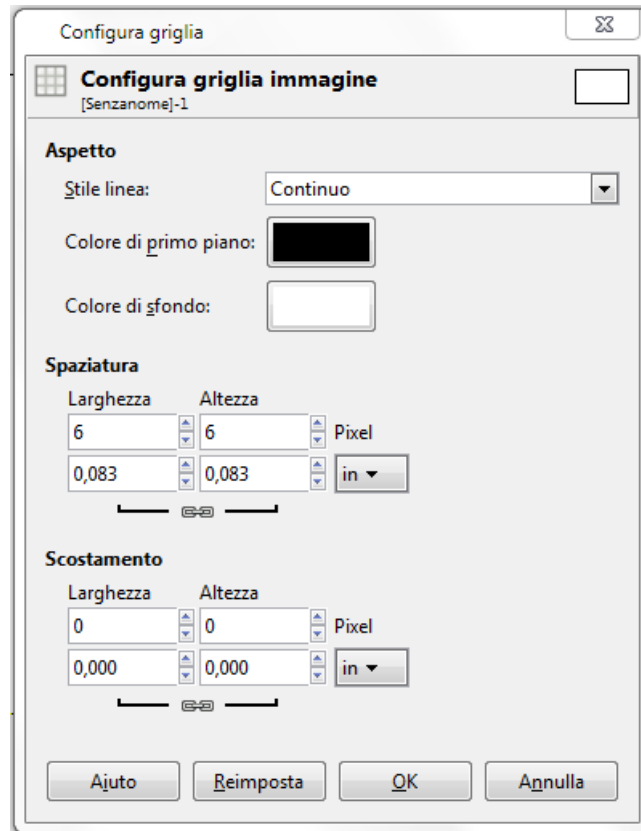 Configura griglia
Configura griglia immagine
[Senzanome]-1
Aspetto
Stile linea: Continuo
Colore di primo piano:
Colore di sfondo:
Spaziatura
Larghezza Altezza
6 6 Pixel
0,083 0,083 in
Scostamento
Larghezza Altezza
0 0 Pixel
0,000 0,000 in
Ajuto Reimposta OK Annulla